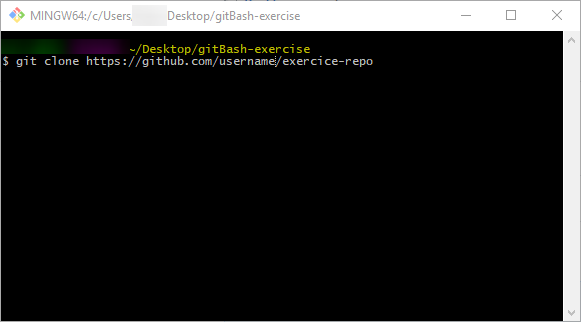 MINGW64:/c/Users/ Desktop/gitBash-exercise
~/Desktop/gitBash-exercise
$ git clone https://github.com/username/exercice-repo